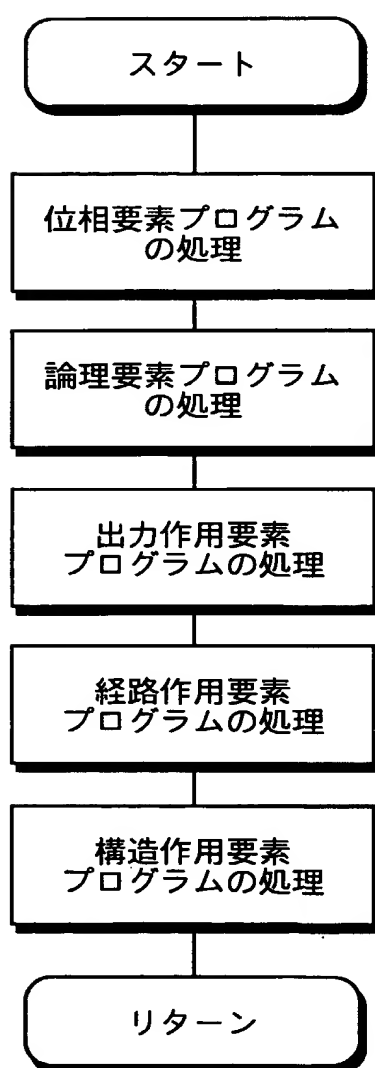 スタート
位相要素プログラム
の処理
論理要素プログラム
の処理
出力作用要素
プログラムの処理
経路作用要素
プログラムの処理
構造作用要素
プログラムの処理
リターン